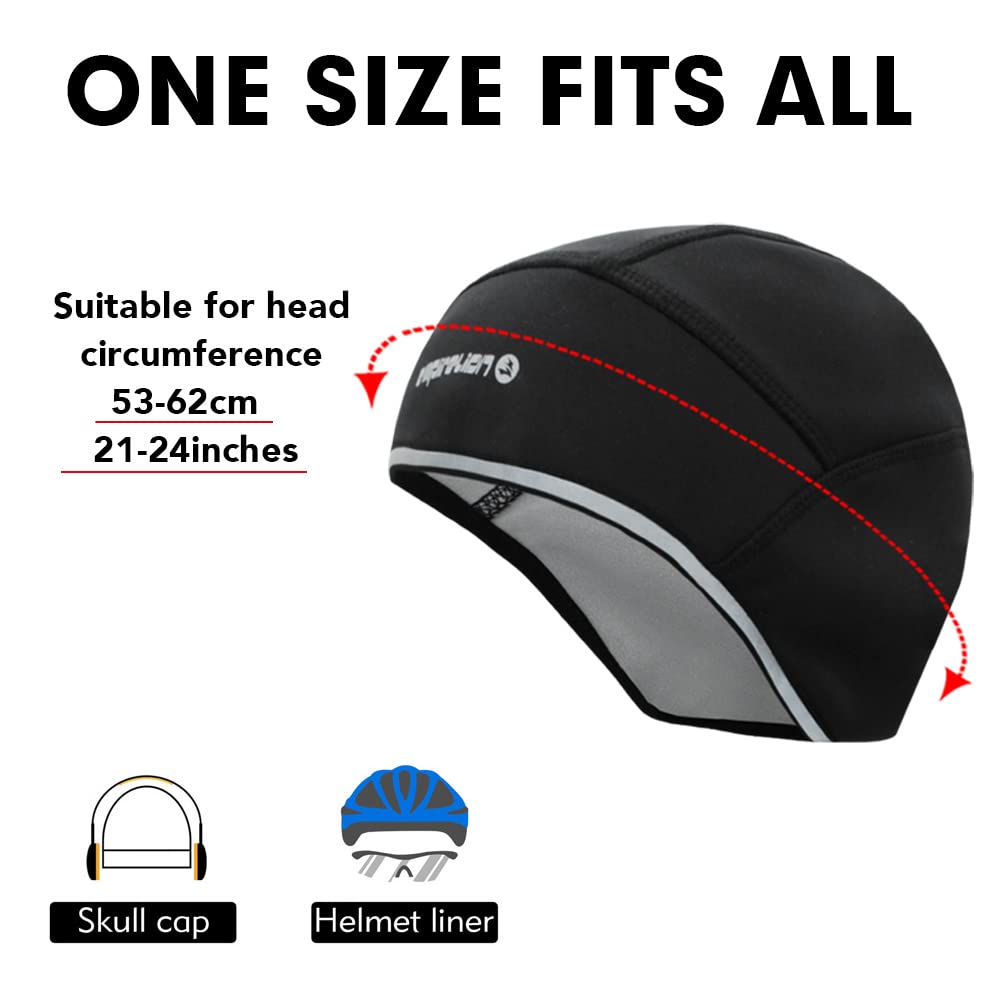 ONE SIZE FITS ALL
Suitable for head
circumference
53-62cm
21-24inches
Skull cap
Helmet liner